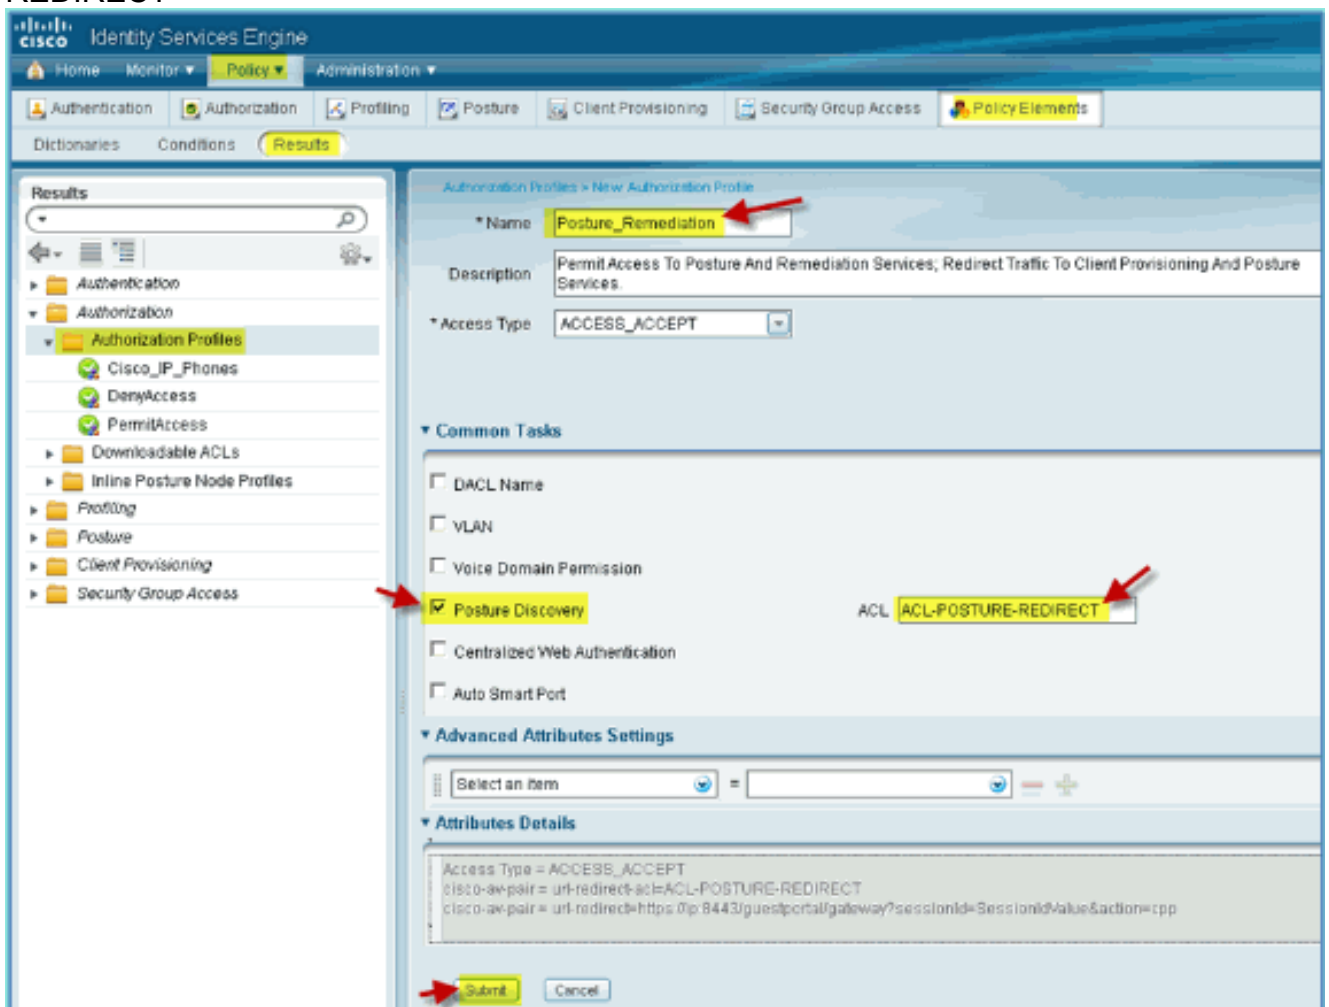 REDIRECT
CISCO Identity Services Engine
Home Monitor Policy Administration
Authentication Authorization Profiling Posture Client Provisioning Security Group Access Policy Elements
Dictionaries Conditions Results
Results
Authentication
Authorization
Authorization Profiles
Cisco_IP_Phones
DenyAccess
PermitAccess
Downloadable ACLs
Inline Posture Node Profiles
Profiling
Posture
Client Provisioning
Security Group Access
Authorization Profiles > New Authorization Profile
* Name Posture_Remediation
Description Permit Access To Posture And Remediation Services; Redirect Traffic To Client Provisioning And Posture
Services.
* Access Type ACCESS_ACCEPT
Common Tasks
DACL Name
VLAN
Voice Domain Permission
Posture Discovery ACL ACL-POSTURE-REDIRECT
Centralized Web Authentication
Auto Smart Port
Advanced Attributes Settings
Select an item =
Attributes Details
Access Type = ACCESS_ACCEPT
cisco-av-pair = url-redirect-acl=ACL-POSTURE-REDIRECT
cisco-av-pair = url-redirect=https://ip:8443/guestportal/gateway?sessionId=SessionIdValue&action=cpp
Submit Cancel